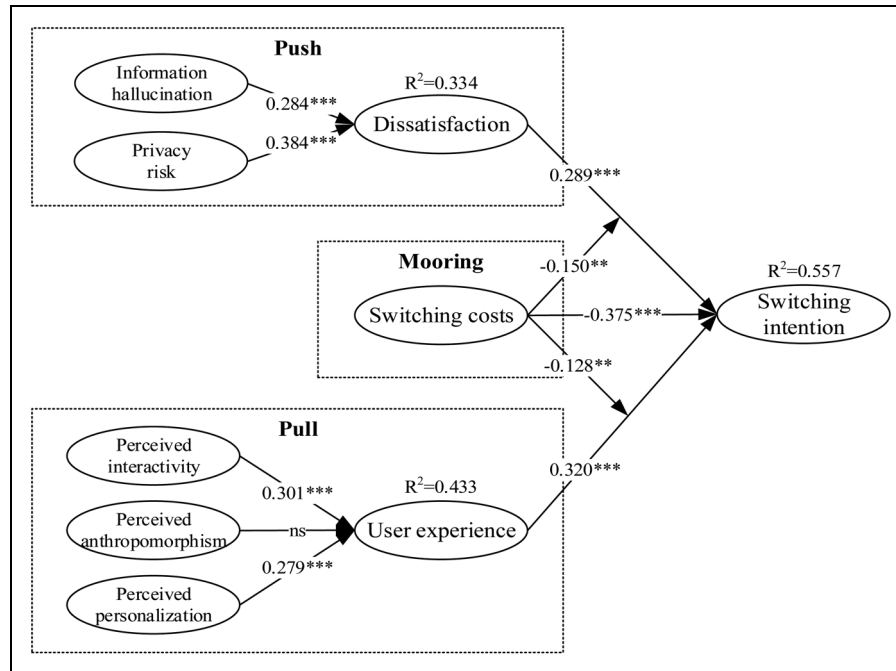 Push
Information
hallucination
0.284***
Privacy
risk
0.384***
R²=0.334
Dissatisfaction
0.289***
Mooring
Switching costs
-0.150**
-0.375***
-0.128**
R²=0.557
Switching
intention
Pull
Perceived
interactivity
0.301***
Perceived
anthropomorphism
ns
Perceived
personalization
0.279***
R²=0.433
User experience
0.320***